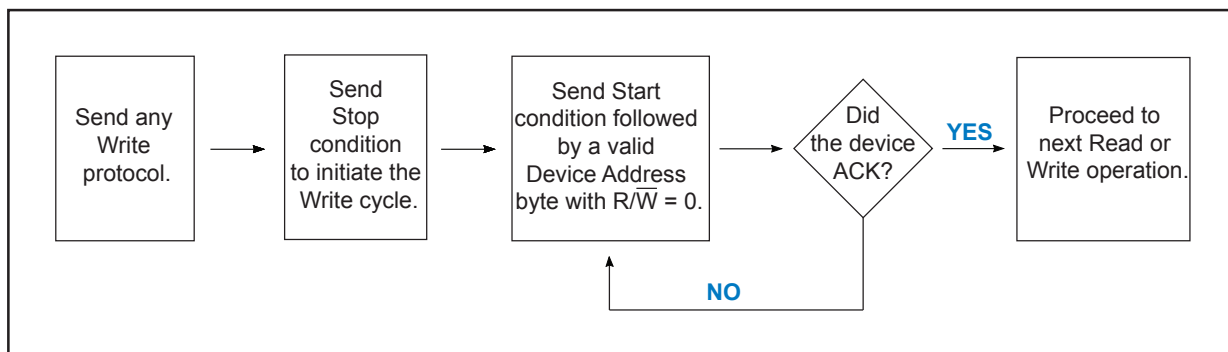 Send any
Write
protocol.
Send
Stop
condition
to initiate the
Write cycle.
Send Start
condition followed
by a valid
Device Address
byte with R/W̅ = 0.
Did
the device
ACK?
YES
NO
Proceed to
next Read or
Write operation.